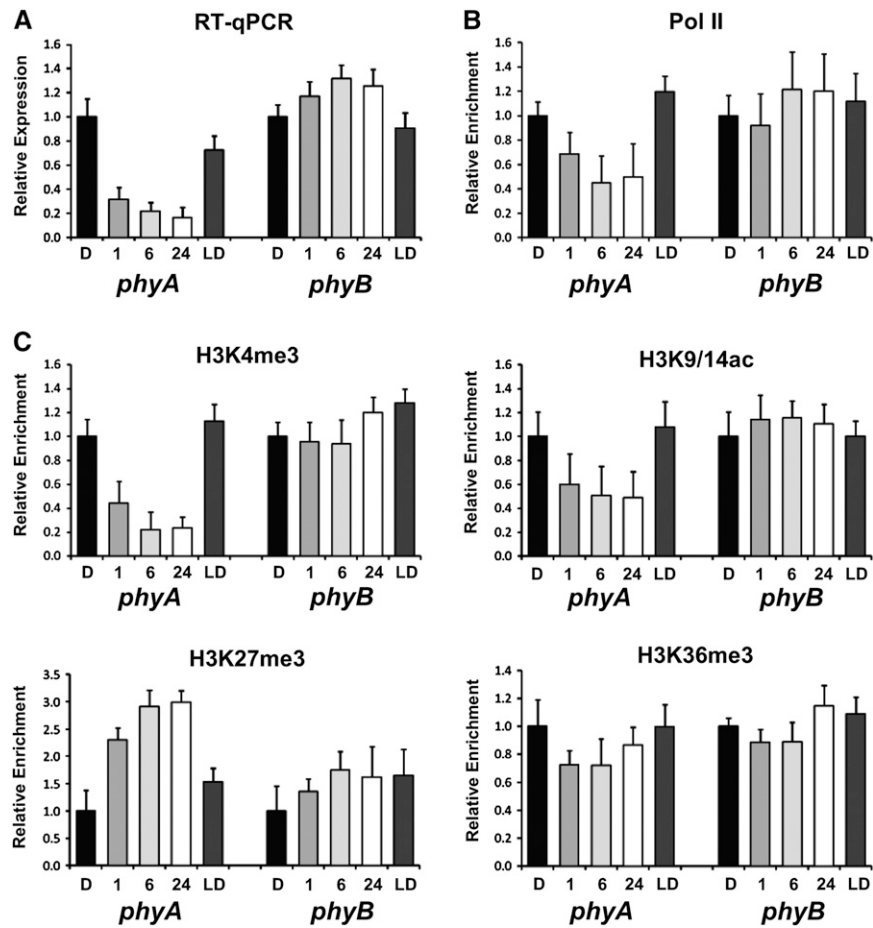 A
RT-qPCR
Relative Expression
1.6
1.4
1.2
1.0
0.8
0.6
0.4
0.2
0.0
D 1 6 24 LD D 1 6 24 LD
phyA phyB
B
Pol II
Relative Enrichment
1.6
1.4
1.2
1.0
0.8
0.6
0.4
0.2
0.0
D 1 6 24 LD D 1 6 24 LD
phyA phyB
C
H3K4me3
Relative Enrichment
1.6
1.4
1.2
1.0
0.8
0.6
0.4
0.2
0.0
D 1 6 24 LD D 1 6 24 LD
phyA phyB
H3K9/14ac
Relative Enrichment
1.6
1.4
1.2
1.0
0.8
0.6
0.4
0.2
0.0
D 1 6 24 LD D 1 6 24 LD
phyA phyB
H3K27me3
Relative Enrichment
3.5
3.0
2.5
2.0
1.5
1.0
0.5
0.0
D 1 6 24 LD D 1 6 24 LD
phyA phyB
H3K36me3
Relative Enrichment
1.4
1.2
1.0
0.8
0.6
0.4
0.2
0.0
D 1 6 24 LD D 1 6 24 LD
phyA phyB